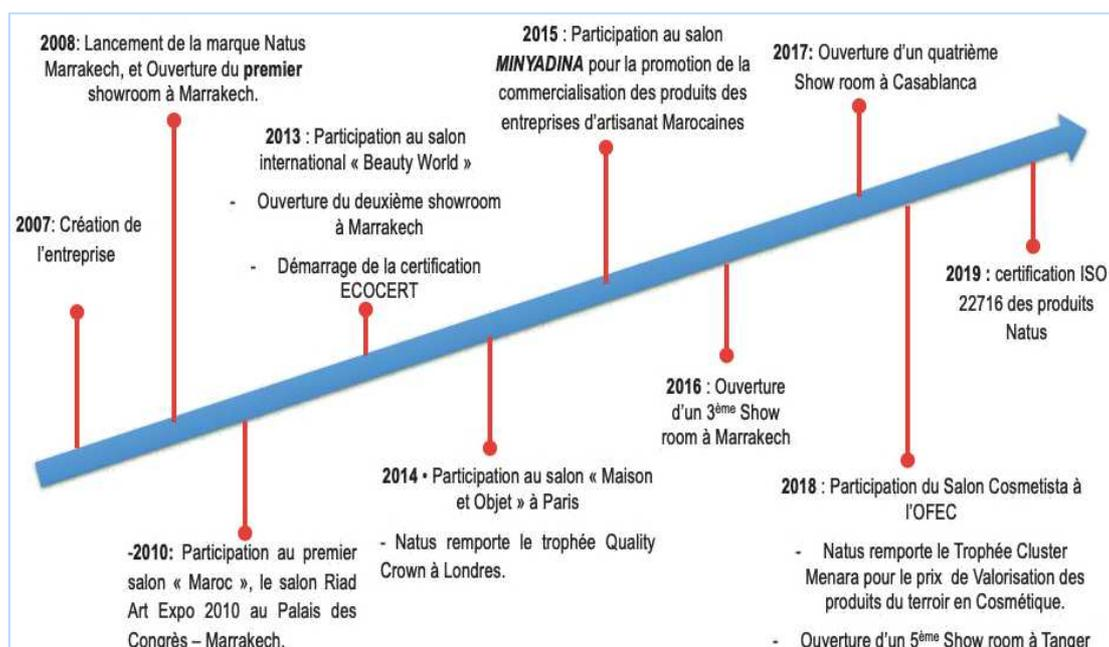 2008: Lancement de la marque Natus
Marrakech, et Ouverture du premier
showroom à Marrakech.
2015 : Participation au salon
MINYADINA pour la promotion de la
commercialisation des produits des
entreprises d'artisanat Marocaines
2017: Ouverture d'un quatrième
Show room à Casablanca
2013 : Participation au salon
international « Beauty World »
- Ouverture du deuxième showroom
à Marrakech
- Démarrage de la certification
ECOCERT
2007: Création de
l'entreprise
2019 : certification ISO
22716 des produits
Natus
2016 : Ouverture
d'un 3ème Show
room à Marrakech
2014 • Participation au salon « Maison
et Objet » à Paris
- Natus remporte le trophée Quality
Crown à Londres.
2018 : Participation du Salon Cosmetista à
l'OFEC
- Natus remporte le Trophée Cluster
Menara pour le prix de Valorisation des
produits du terroir en Cosmétique.
- Ouverture d'un 5ème Show room à Tanger
-2010: Participation au premier
salon « Maroc », le salon Riad
Art Expo 2010 au Palais des
Congrès – Marrakech.